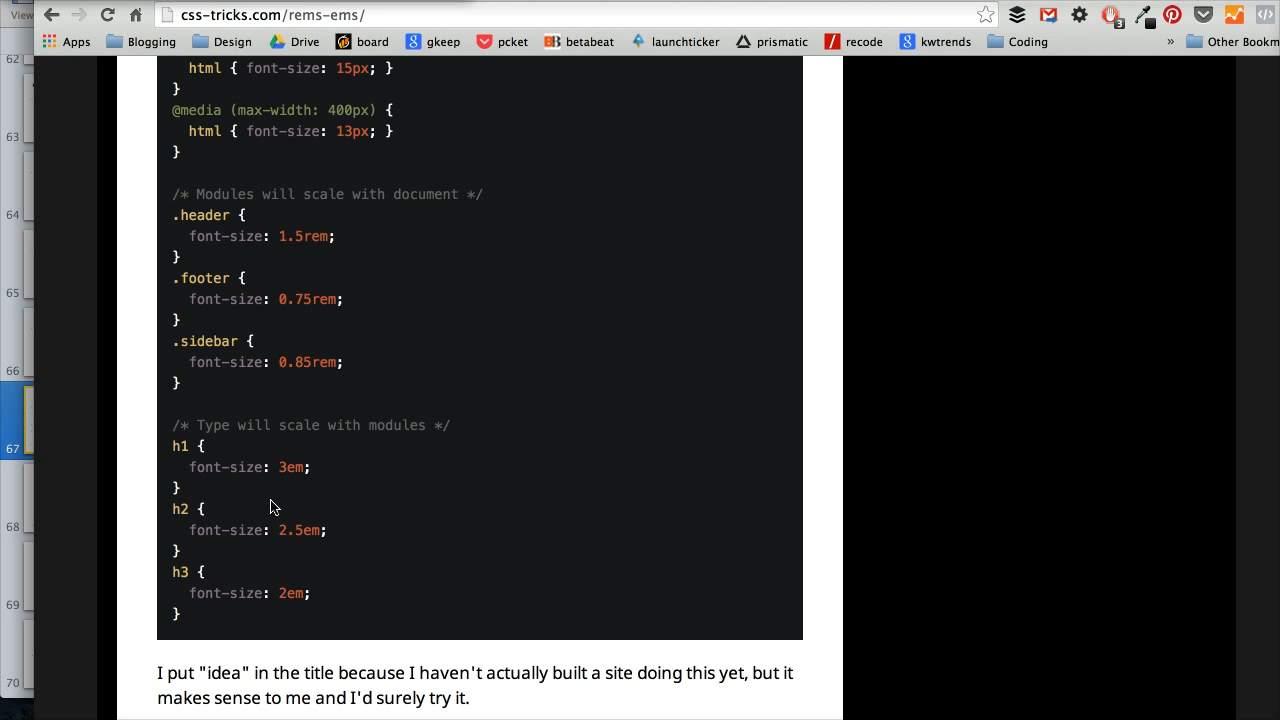 View
css-tricks.com/rems-ems/
3
Apps Blogging Design Drive board gkeep pcket betabeat launchticker prismatic recode kwtrends Coding » Other Bookm
62
63
64
65
66
67
68
69
70
html { font-size: 15px; }
}
@media (max-width: 400px) {
html { font-size: 13px; }
}
/* Modules will scale with document */
.header {
font-size: 1.5rem;
}
.footer {
font-size: 0.75rem;
}
.sidebar {
font-size: 0.85rem;
}
/* Type will scale with modules */
h1 {
font-size: 3em;
}
h2 {
font-size: 2.5em;
}
h3 {
font-size: 2em;
}
I put "idea" in the title because I haven't actually built a site doing this yet, but it
makes sense to me and I'd surely try it.